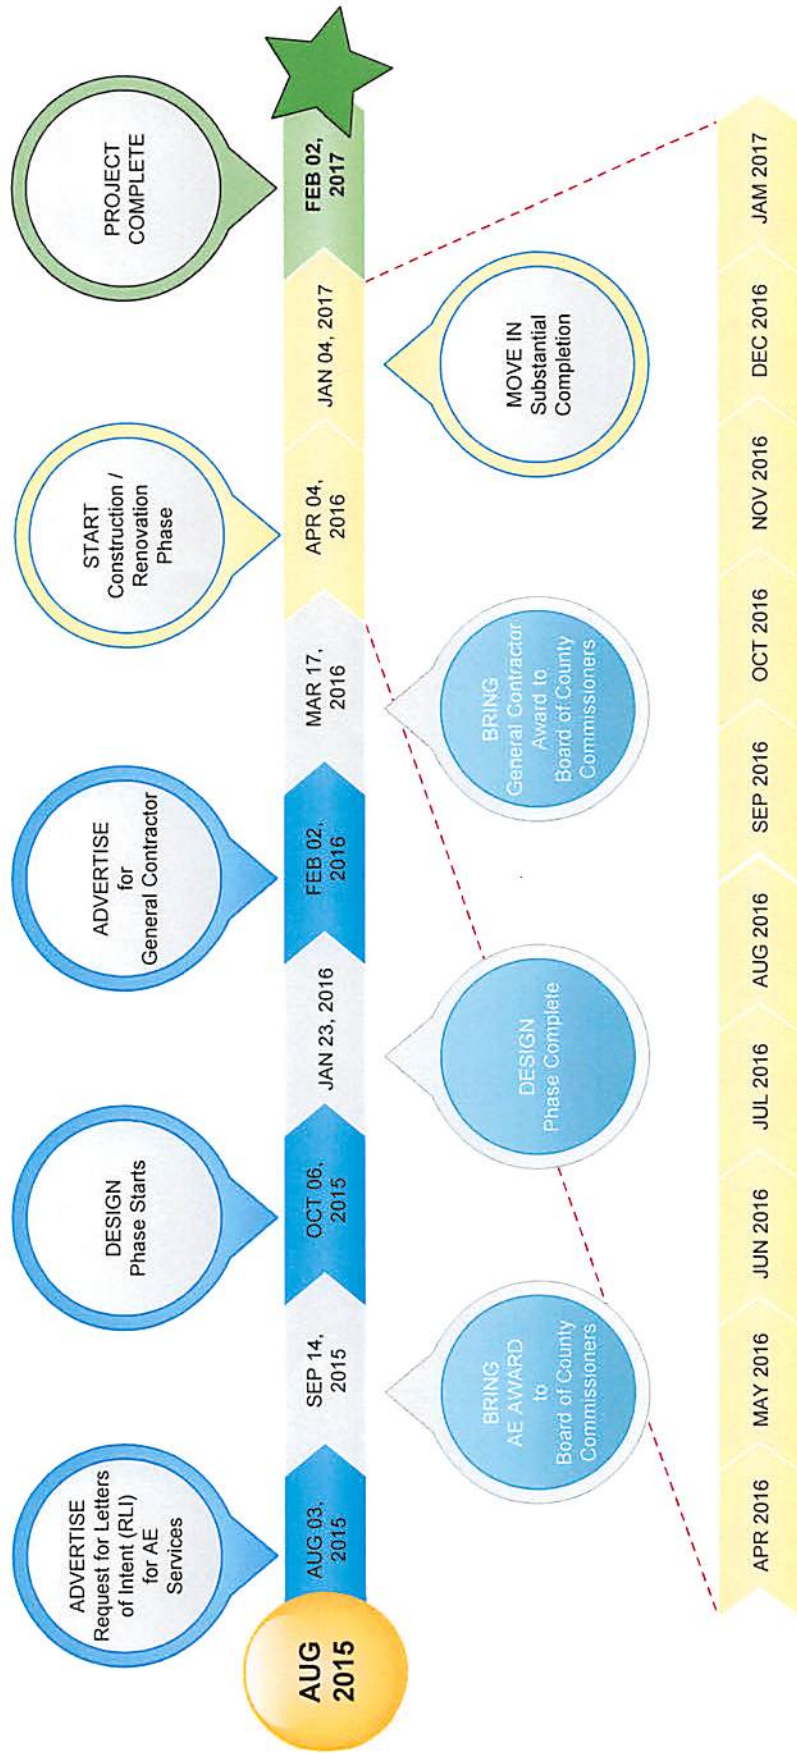 ADVERTISE
Request for Letters
of Intent (RLI)
for AE
Services
DESIGN
Phase Starts
ADVERTISE
for
General Contractor
START
Construction /
Renovation
Phase
PROJECT
COMPLETE
AUG
2015
AUG 03,
2015
SEP 14,
2015
OCT 06,
2015
JAN 23, 2016
FEB 02,
2016
MAR 17,
2016
APR 04,
2016
JAN 04, 2017
FEB 02,
2017
BRING
AE AWARD
to
Board of County
Commissioners
DESIGN
Phase Complete
BRING
General Contractor
Award to
Board of County
Commissioners
MOVE IN
Substantial
Completion
APR 2016
MAY 2016
JUN 2016
JUL 2016
AUG 2016
SEP 2016
OCT 2016
NOV 2016
DEC 2016
JAM 2017